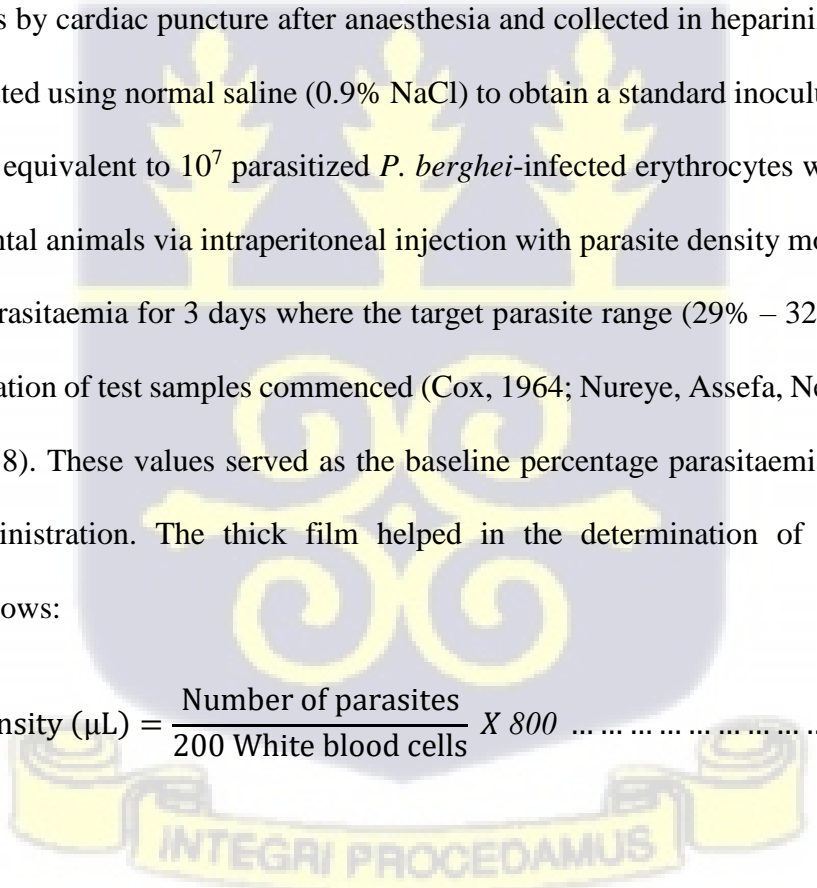 s by cardiac puncture after anaesthesia and collected in heparini
ted using normal saline (0.9% NaCl) to obtain a standard inocul
equivalent to 10⁷ parasitized P. berghei-infected erythrocytes w
ntal animals via intraperitoneal injection with parasite density mo
rasitaemia for 3 days where the target parasite range (29% – 32
ation of test samples commenced (Cox, 1964; Nureye, Assefa, Ne
8). These values served as the baseline percentage parasitaemi
inistration. The thick film helped in the determination of
ows:
nsity (μL) = Number of parasites / 200 White blood cells X 800 … … … … … … … … ..
INTEGRI PROCEDAMUS